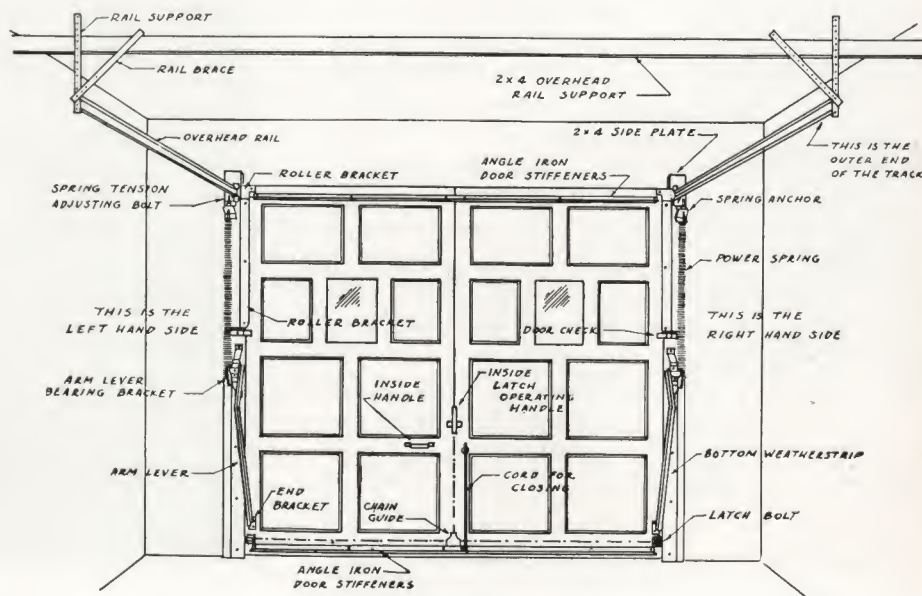 RAIL SUPPORT
RAIL BRACE
2 x 4 OVERHEAD
RAIL SUPPORT
OVERHEAD RAIL
2 x 4 SIDE PLATE
THIS IS THE
OUTER END
OF THE TRACK
ROLLER BRACKET
ANGLE IRON
DOOR STIFFENERS
SPRING TENSION
ADJUSTING BOLT
SPRING ANCHOR
POWER SPRING
THIS IS THE
LEFT HAND SIDE
ROLLER BRACKET
DOOR CHECK
THIS IS THE
RIGHT HAND SIDE
ARM LEVER
BEARING BRACKET
INSIDE
HANDLE
INSIDE
LATCH
OPERATING
HANDLE
ARM LEVER
END
BRACKET
CHAIN
GUIDE
CORD FOR
CLOSING
BOTTOM WEATHERSTRIP
LATCH BOLT
ANGLE IRON
DOOR STIFFENERS